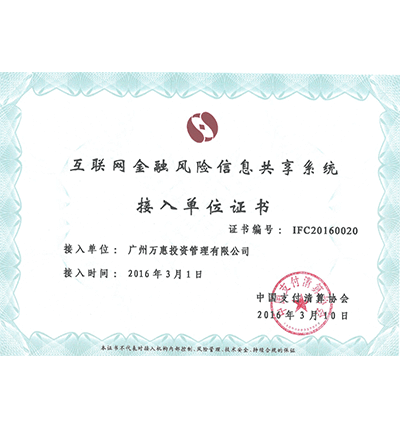 互联网金融风险信息共享系统
接入单位证书
证书编号： IFC20160020
接入单位： 广州万惠投资管理有限公司
接入时间： 2016年3月1日
中国支付清算协会
2016年3月10日
本证书不代表对接入机构内部控制、风险管理、技术安全、持续合规的保证